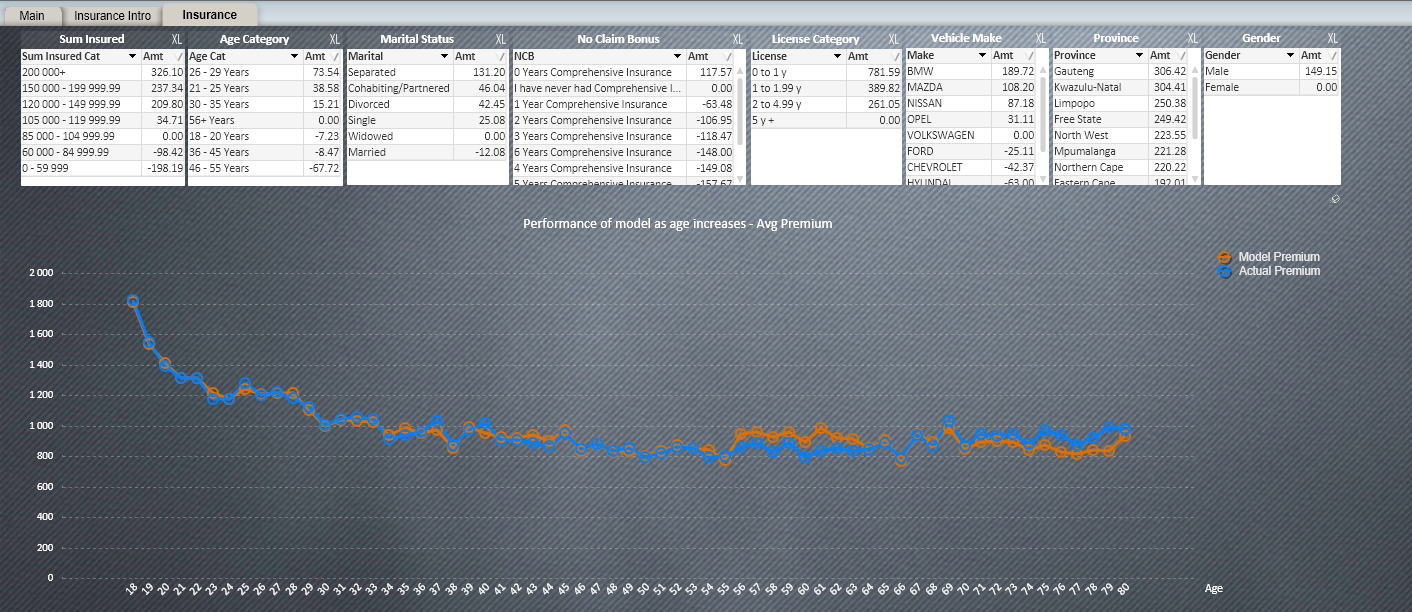 Main Insurance Intro Insurance
Sum Insured XL
Sum Insured Cat Amt
200 000+ 326.10
150 000 - 199 999.99 237.34
120 000 - 149 999.99 209.80
105 000 - 119 999.99 34.71
85 000 - 104 999.99 0.00
60 000 - 84 999.99 -98.42
0 - 59 999 -198.19
Age Category XL
Age Cat Amt
26 - 29 Years 73.54
21 - 25 Years 38.58
30 - 35 Years 15.21
56+ Years 0.00
18 - 20 Years -7.23
36 - 45 Years -8.47
46 - 55 Years -67.72
Marital Status XL
Marital Amt
Separated 131.20
Cohabiting/Partnered 46.04
Divorced 42.45
Single 25.08
Widowed 0.00
Married -12.08
No Claim Bonus XL
NCB Amt
0 Years Comprehensive Insurance 117.57
I have never had Comprehensive I... 0.00
1 Year Comprehensive Insurance -63.48
2 Years Comprehensive Insurance -106.95
3 Years Comprehensive Insurance -118.47
6 Years Comprehensive Insurance -148.00
4 Years Comprehensive Insurance -149.08
5 Years Comprehensive Insurance -157.67
License Category XL
License Amt
0 to 1 y 781.59
1 to 1.99 y 389.82
2 to 4.99 y 261.05
5 y + 0.00
Vehicle Make XL
Make Amt
BMW 189.72
MAZDA 108.20
NISSAN 87.18
OPEL 31.11
VOLKSWAGEN 0.00
FORD -25.11
CHEVROLET -42.37
HYUNDAI -63.00
Province XL
Province Amt
Gauteng 306.42
Kwazulu-Natal 304.41
Limpopo 250.38
Free State 249.42
North West 223.55
Mpumalanga 221.28
Northern Cape 220.22
Eastern Cape 192.01
Gender XL
Gender Amt
Male 149.15
Female 0.00
Performance of model as age increases - Avg Premium
Model Premium
Actual Premium
2 000
1 800
1 600
1 400
1 200
1 000
800
600
400
200
0
18 19 20 21 22 23 24 25 26 27 28 29 30 31 32 33 34 35 36 37 38 39 40 41 42 43 44 45 46 47 48 49 50 51 52 53 54 55 56 57 58 59 60 61 62 63 64 65 66 67 68 69 70 71 72 73 74 75 76 77 78 79 80
Age